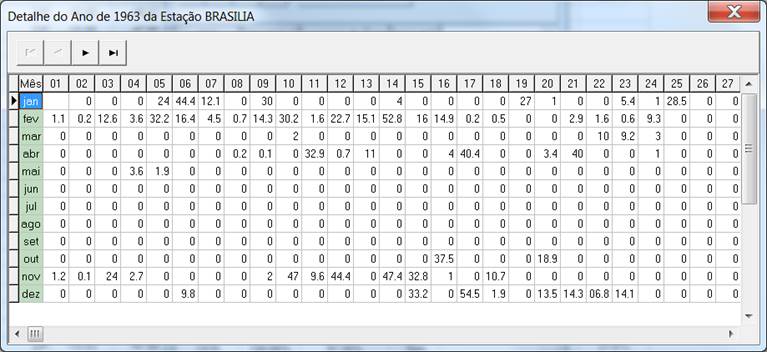 Detalhe do Ano de 1963 da Estação BRASILIA
Mês 01 02 03 04 05 06 07 08 09 10 11 12 13 14 15 16 17 18 19 20 21 22 23 24 25 26 27
jan 0 0 0 24 44.4 12.1 0 30 0 0 0 0 4 0 0 0 0 27 1 0 0 5.4 1 28.5 0 0
fev 1.1 0.2 12.6 3.6 32.2 16.4 4.5 0.7 14.3 30.2 1.6 22.7 15.1 52.8 16 14.9 0.2 0.5 0 0 2.9 1.6 0.6 9.3 0 0 0
mar 0 0 0 0 0 0 0 0 0 2 0 0 0 0 0 0 0 0 0 0 0 10 9.2 3 0 0 0
abr 0 0 0 0 0 0 0 0.2 0.1 0 32.9 0.7 11 0 0 4 40.4 0 0 3.4 40 0 0 1 0 0 0
mai 0 0 0 3.6 1.9 0 0 0 0 0 0 0 0 0 0 0 0 0 0 0 0 0 0 0 0 0 0
jun 0 0 0 0 0 0 0 0 0 0 0 0 0 0 0 0 0 0 0 0 0 0 0 0 0 0 0
jul 0 0 0 0 0 0 0 0 0 0 0 0 0 0 0 0 0 0 0 0 0 0 0 0 0 0 0
ago 0 0 0 0 0 0 0 0 0 0 0 0 0 0 0 0 0 0 0 0 0 0 0 0 0 0 0
set 0 0 0 0 0 0 0 0 0 0 0 0 0 0 0 0 0 0 0 0 0 0 0 0 0 0 0
out 0 0 0 0 0 0 0 0 0 0 0 0 0 0 0 37.5 0 0 0 18.9 0 0 0 0 0 0 0
nov 1.2 0.1 24 2.7 0 0 0 0 2 47 9.6 44.4 0 47.4 32.8 1 0 10.7 0 0 0 0 0 0 0 0 0
dez 0 0 0 0 0 9.8 0 0 0 0 0 0 0 0 33.2 0 54.5 1.9 0 13.5 14.3 06.8 14.1 0 0 0 0